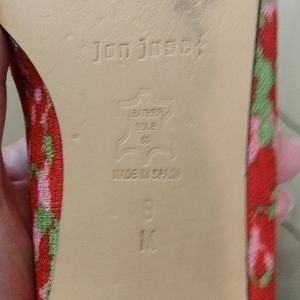 jon josef
LEATHER
SOLE
MADE IN SPAIN
9
M